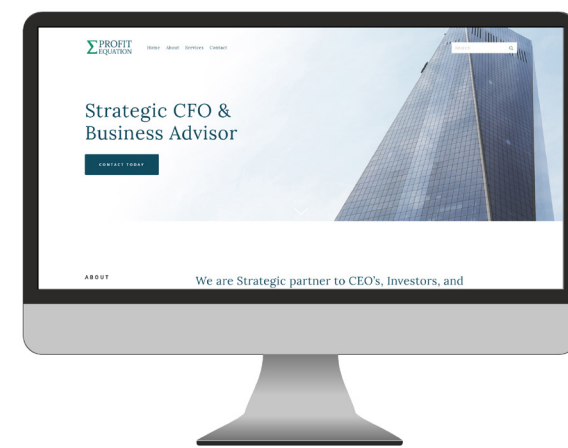 ΣPROFIT
EQUATION
Home About Services Contact
Search
Strategic CFO &
Business Advisor
CONTACT TODAY
ABOUT
We are Strategic partner to CEO's, Investors, and